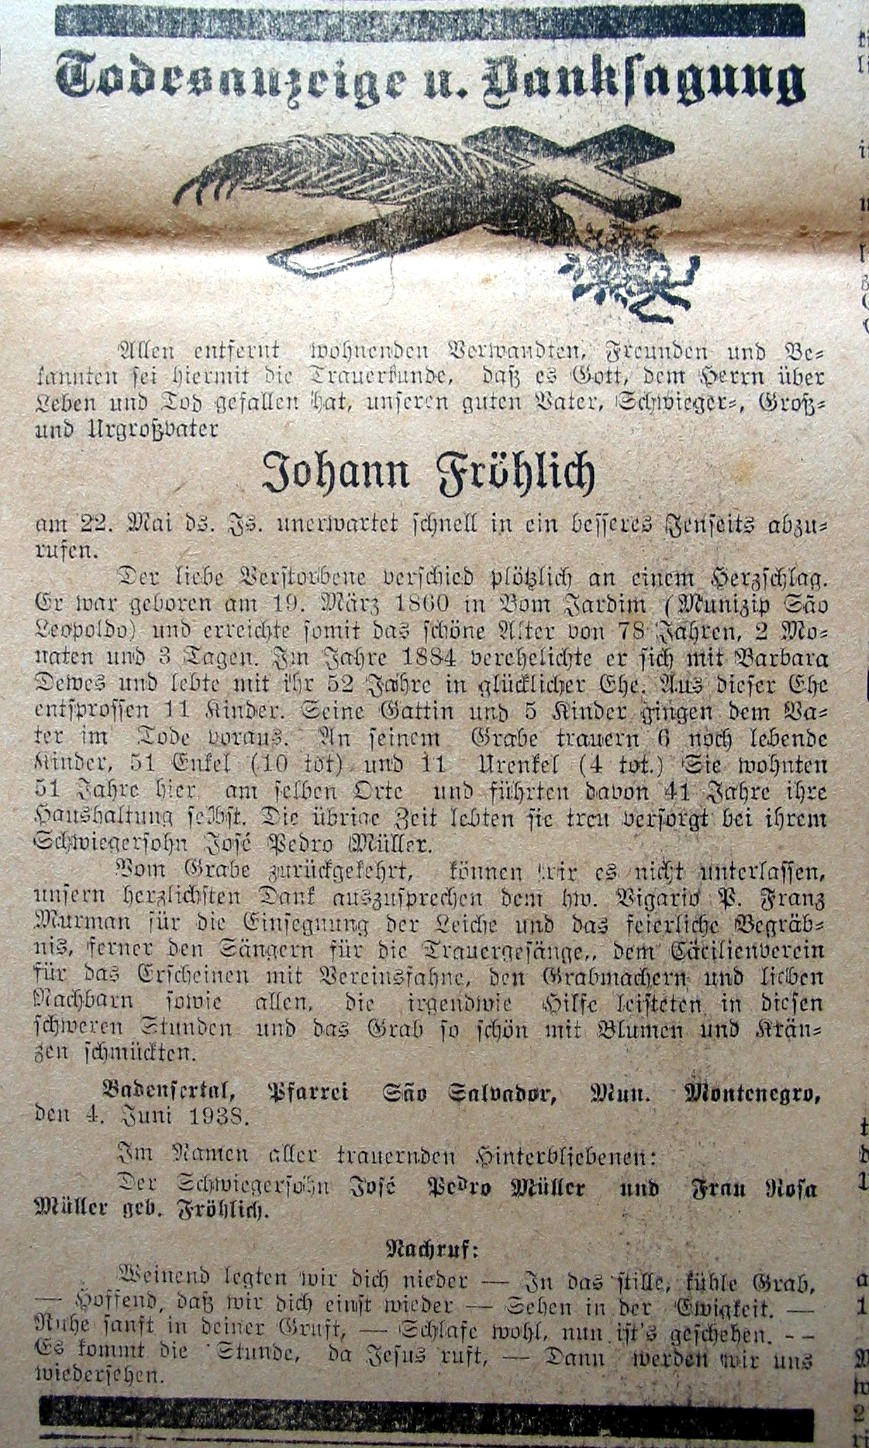 Todesanzeige u. Danksagung
Allen entfernt wohnenden Verwandten, Freunden und Be-
kannten sei hiermit die Trauerkunde, daß es Gott, dem Herrn über
Leben und Tod gefallen hat, unseren guten Vater, Schwieger-, Groß-
und Urgroßvater
Johann Fröhlich
am 22. Mai ds. Js. unerwartet schnell in ein besseres Jenseits abzu-
rufen.
Der liebe Verstorbene verschied plötzlich an einem Herzschlag.
Er war geboren am 19. März 1860 in Bom Jardim (Munizip São
Leopoldo) und erreichte somit das schöne Alter von 78 Jahren, 2 Mo-
naten und 3 Tagen. Im Jahre 1884 verehelichte er sich mit Barbara
Dewes und lebte mit ihr 52 Jahre in glücklicher Ehe. Aus dieser Ehe
entsprossen 11 Kinder. Seine Gattin und 5 Kinder gingen dem Va-
ter im Tode voraus. An seinem Grabe trauern 6 noch lebende
Kinder, 51 Enkel (10 tot) und 11 Urenkel (4 tot.) Sie wohnten
51 Jahre hier am selben Orte und führten davon 41 Jahre ihre
Haushaltung selbst. Die übrige Zeit lebten sie treu versorgt bei ihrem
Schwiegersohn José Pedro Müller.
Vom Grabe zurückgekehrt, können wir es nicht unterlassen,
unsern herzlichsten Dank auszusprechen dem hw. Vigario P. Franz
Murman für die Einsegnung der Leiche und das feierliche Begräb-
nis, ferner den Sängern für die Trauergesänge,, dem Cäcilienverein
für das Erscheinen mit Vereinsfahne, den Grabmachern und lieben
Nachbarn sowie allen, die irgendwie Hilfe leisteten in diesen
schweren Stunden und das Grab so schön mit Blumen und Krän-
zen schmückten.
Badensertal, Pfarrei São Salvador, Mun. Montenegro,
den 4. Juni 1938.
Im Namen aller trauernden Hinterbliebenen:
Der Schwiegersohn José Pedro Müller und Frau Rosa
Müller geb. Fröhlich.
Nachruf:
Weinend legten wir dich nieder — In das stille, kühle Grab,
— Hoffend, daß wir dich einst wieder — Sehen in der Ewigkeit. —
Ruhe sanft in deiner Gruft, — Schlafe wohl, nun ist's geschehen. - -
Es kommt die Stunde, da Jesus ruft, — Dann werden wir uns
wiedersehen.